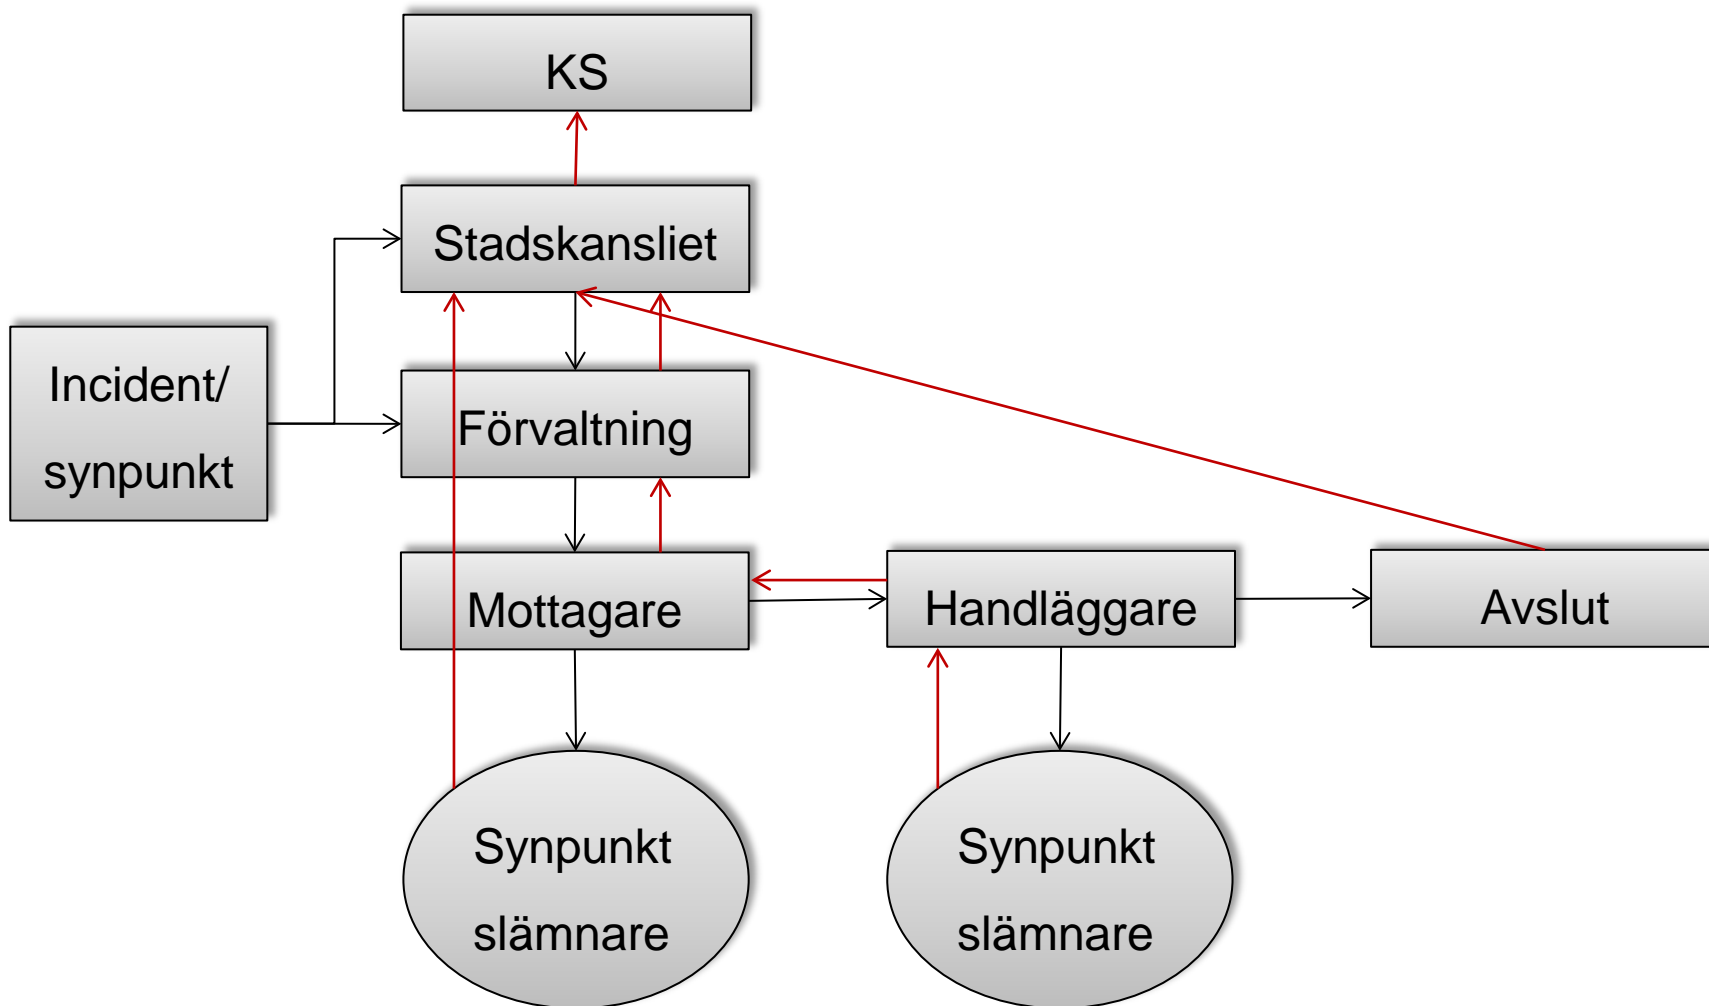 KS
Stadskansliet
Incident/
synpunkt
Förvaltning
Mottagare
Handläggare
Avslut
Synpunkt
slämnare
Synpunkt
slämnare